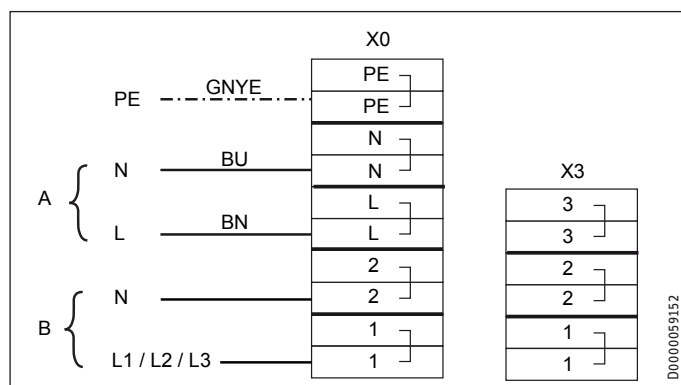 X0
PE
PE GNYE PE
N
A N BU N
X3
L
3
L BN L
3
2
2
B N 2
2
1
1
L1 / L2 / L3 1
1
D0000059152